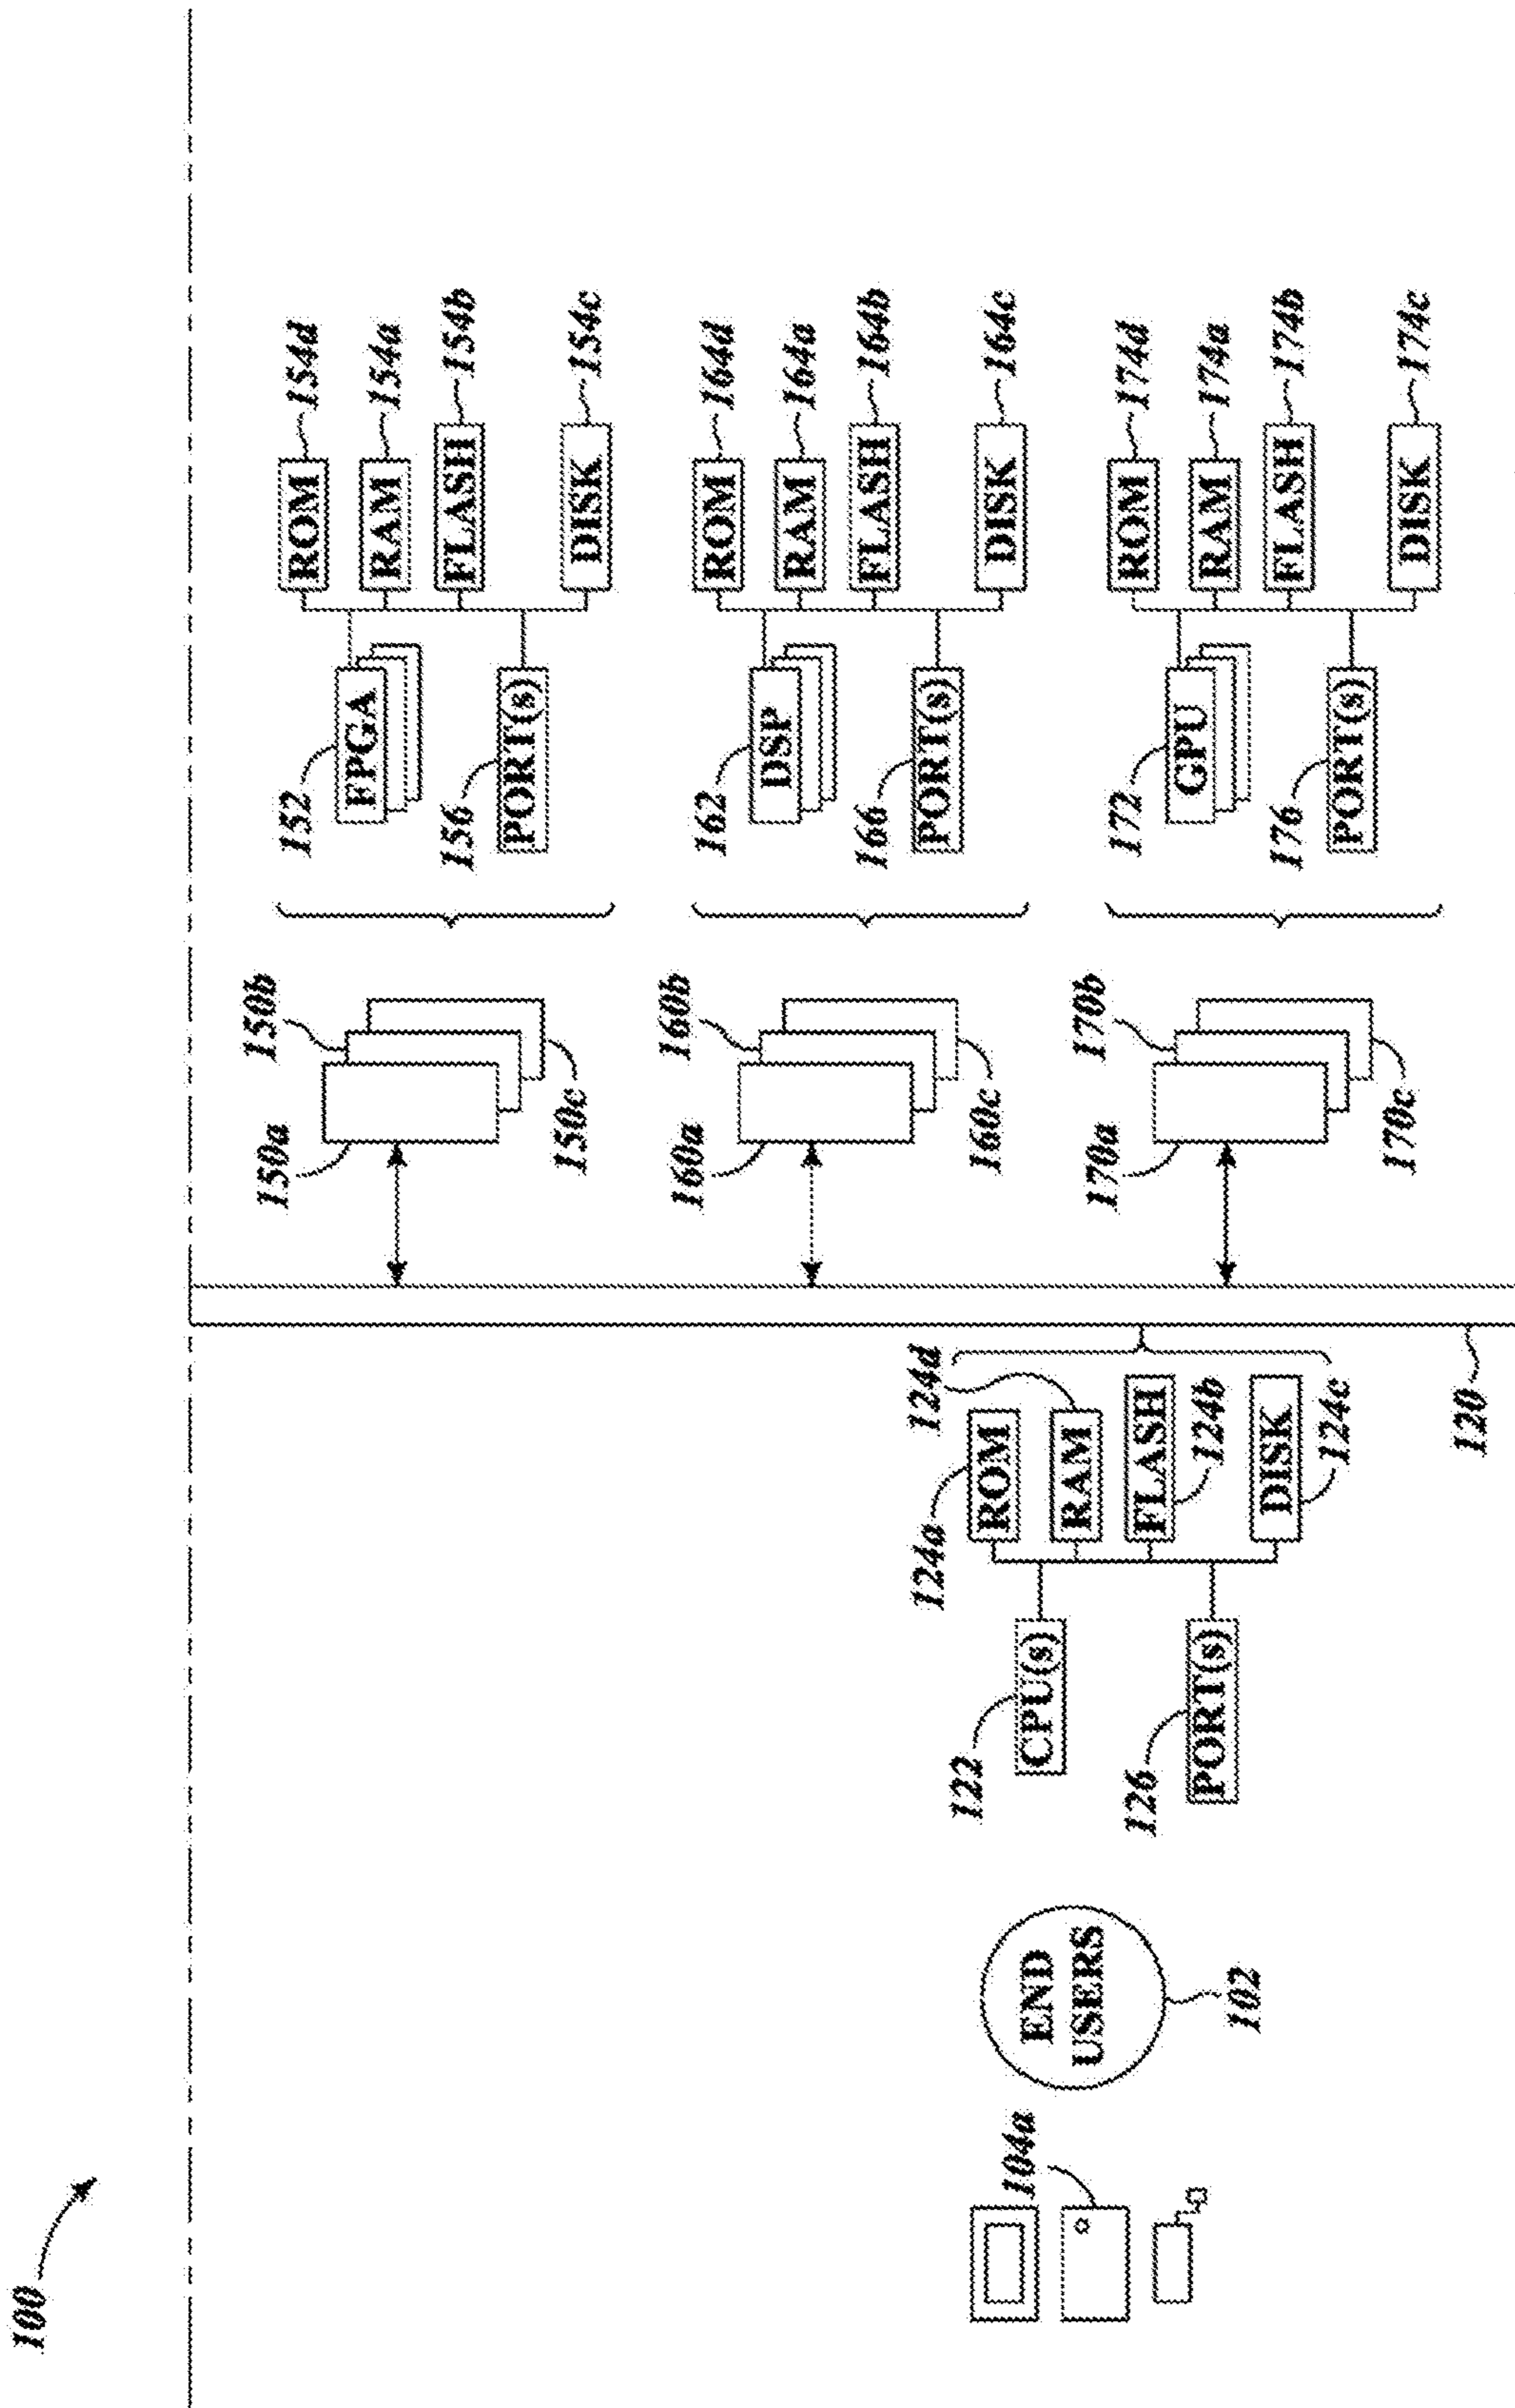 100
104a
END
USERS
102
122
CPU(s)
126
PORT(s)
124a
124d
ROM
RAM
FLASH
124b
DISK
124c
120
150a
150b
150c
152
FPGA
156
PORT(s)
ROM
154d
RAM
154a
FLASH
154b
DISK
154c
160a
160b
160c
162
DSP
166
PORT(s)
ROM
164d
RAM
164a
FLASH
164b
DISK
164c
170a
170b
170c
172
GPU
176
PORT(s)
ROM
174d
RAM
174a
FLASH
174b
DISK
174c